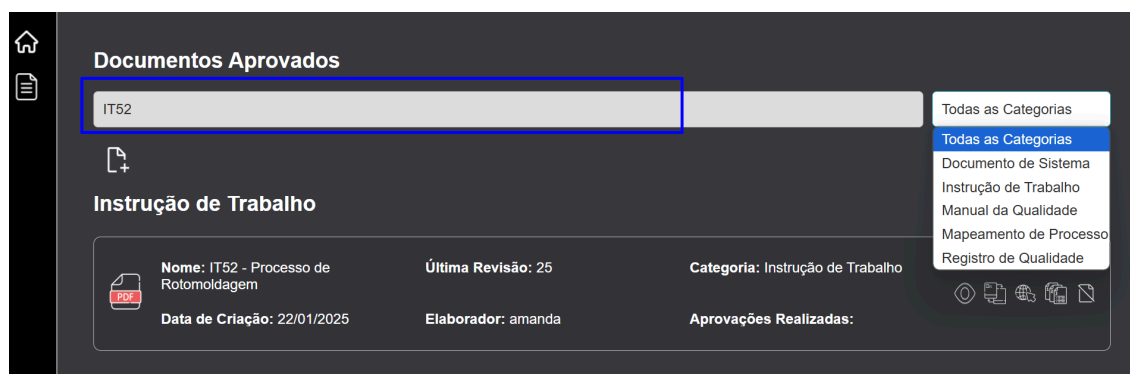 Documentos Aprovados
IT52
Todas as Categorias
Todas as Categorias
Documento de Sistema
Instrução de Trabalho
Manual da Qualidade
Mapeamento de Processo
Registro de Qualidade
Instrução de Trabalho
PDF
Nome: IT52 - Processo de
Rotomoldagem
Última Revisão: 25
Categoria: Instrução de Trabalho
Data de Criação: 22/01/2025
Elaborador: amanda
Aprovações Realizadas: